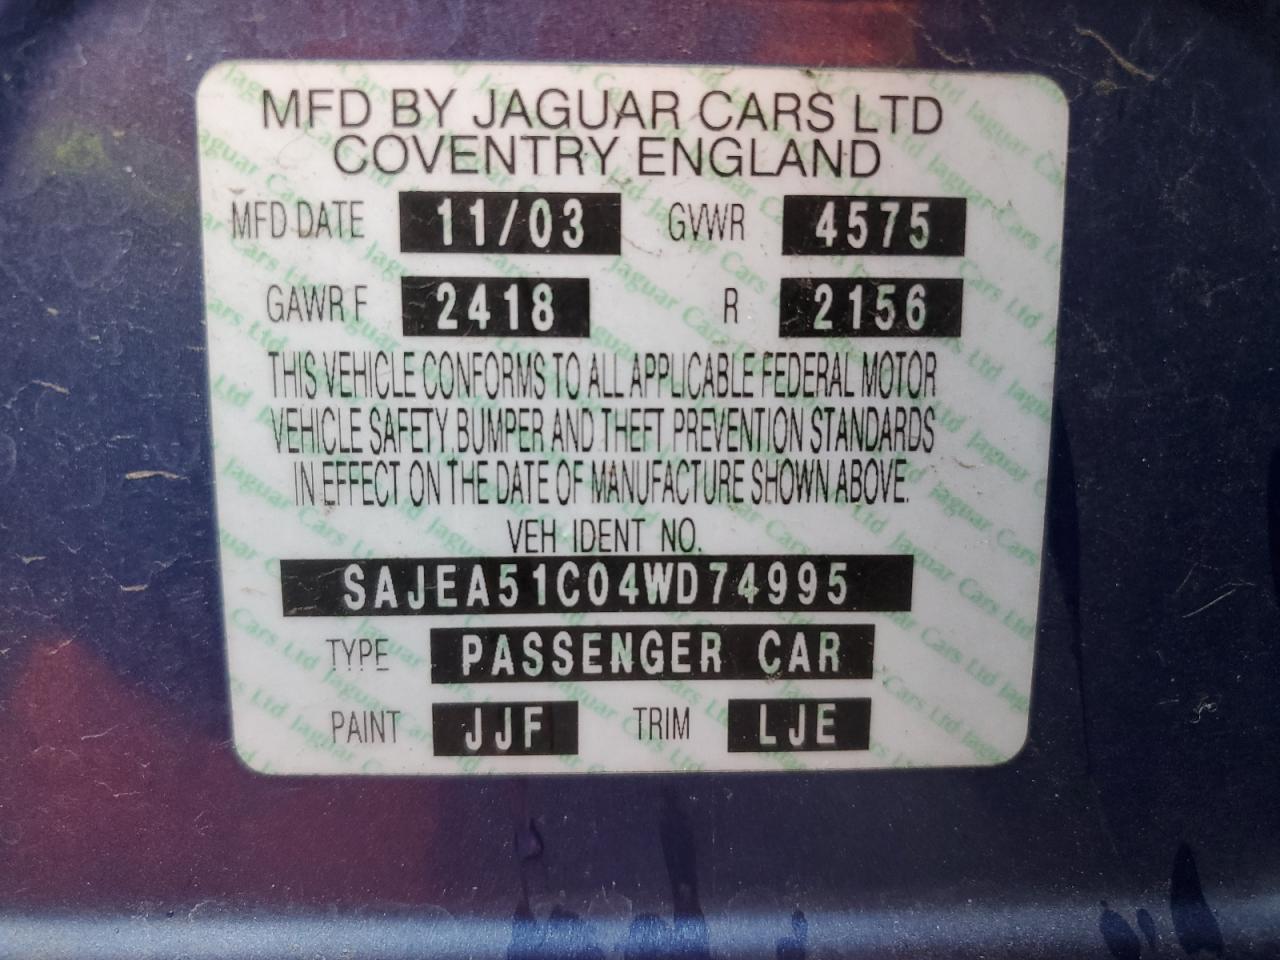 MFD BY JAGUAR CARS LTD
COVENTRY ENGLAND
MFD DATE 11/03 GVWR 4575
GAWR F 2418 R 2156
THIS VEHICLE CONFORMS TO ALL APPLICABLE FEDERAL MOTOR
VEHICLE SAFETY, BUMPER AND THEFT PREVENTION STANDARDS
IN EFFECT ON THE DATE OF MANUFACTURE SHOWN ABOVE.
VEH IDENT NO.
SAJEA51C04WD74995
TYPE PASSENGER CAR
PAINT JJF TRIM LJE